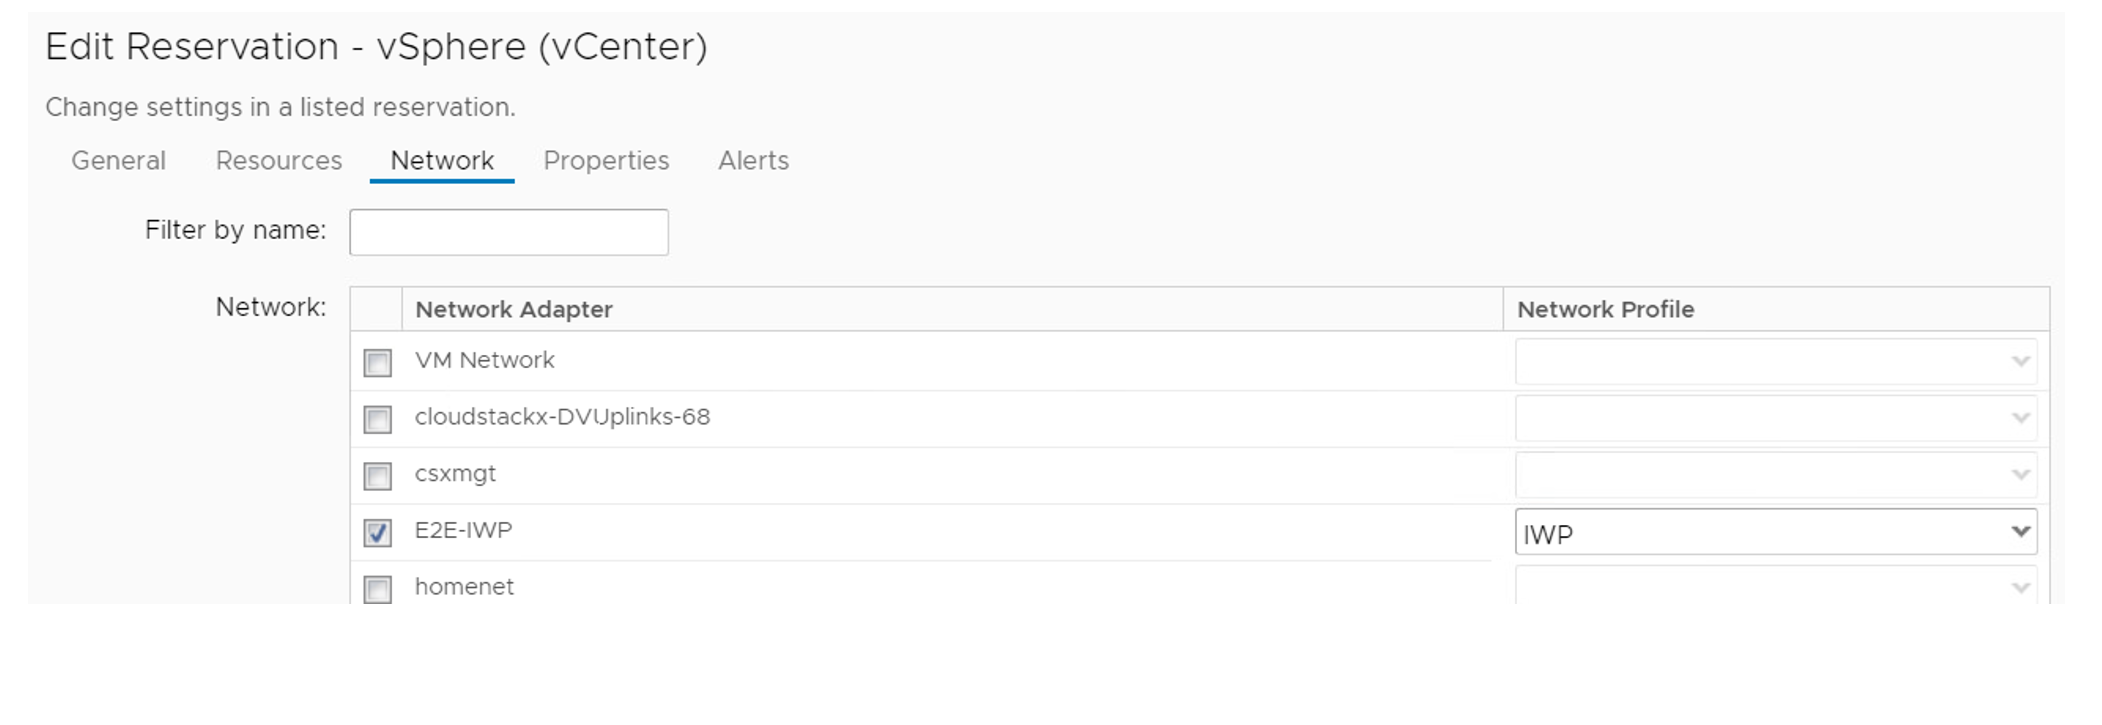 Edit Reservation - vSphere (vCenter)
Change settings in a listed reservation.
General Resources Network Properties Alerts
Filter by name:
Network:
Network Adapter Network Profile
VM Network
cloudstackx-DVUplinks-68
csxmgt
E2E-IWP IWP
homenet